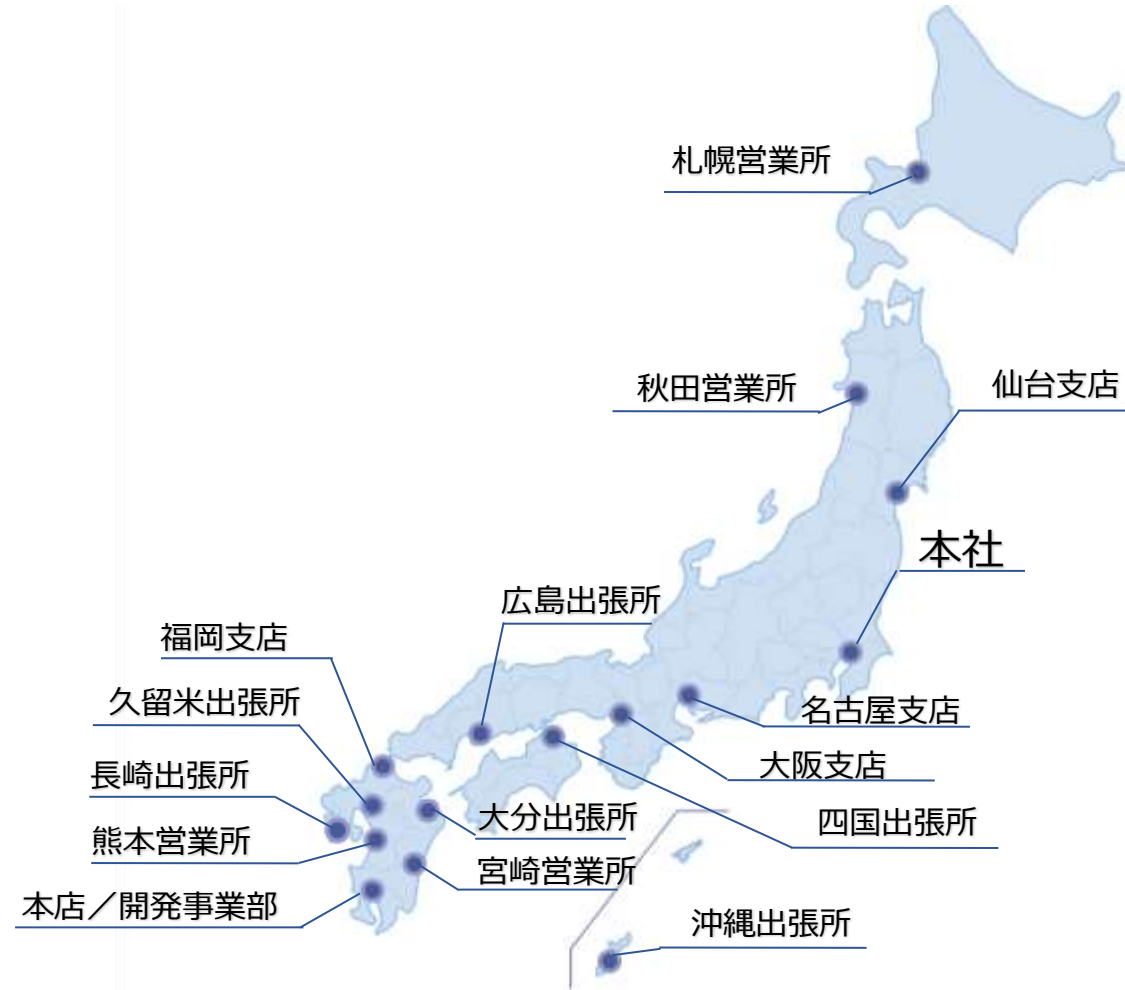 札幌営業所
秋田営業所
仙台支店
本社
広島出張所
福岡支店
久留米出張所
名古屋支店
長崎出張所
大阪支店
大分出張所
四国出張所
熊本営業所
宮崎営業所
本店／開発事業部
沖縄出張所